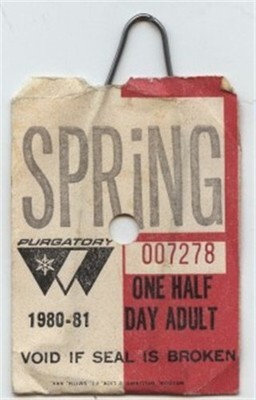 SPRiNG
PURGATORY
007278
ONE HALF
1980-81 DAY ADULT
VOID IF SEAL IS BROKEN